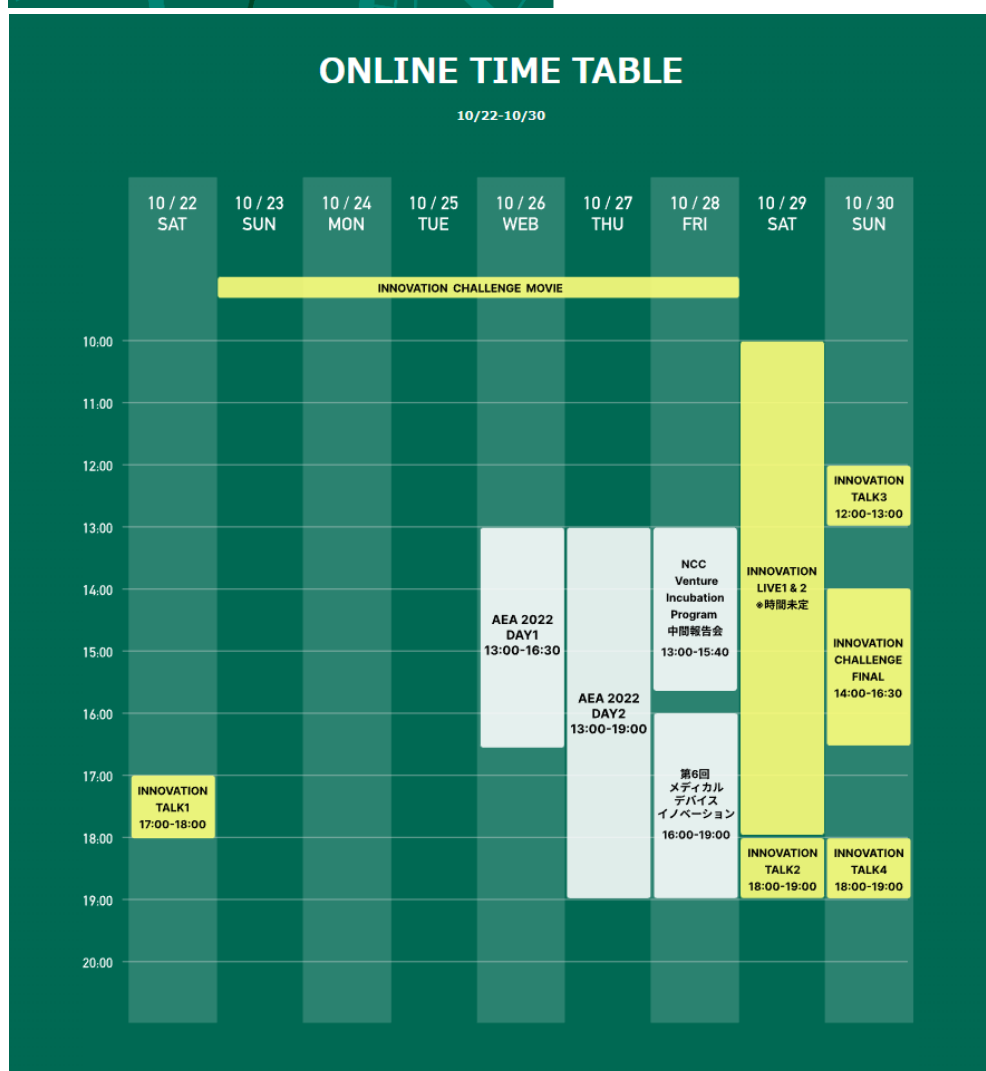 ONLINE TIME TABLE
10/22-10/30
10 / 22
SAT
10 / 23
SUN
10 / 24
MON
10 / 25
TUE
10 / 26
WEB
10 / 27
THU
10 / 28
FRI
10 / 29
SAT
10 / 30
SUN
INNOVATION CHALLENGE MOVIE
10:00
11:00
12:00
13:00
14:00
15:00
16:00
17:00
18:00
19:00
20:00
INNOVATION
TALK1
17:00-18:00
AEA 2022
DAY1
13:00-16:30
AEA 2022
DAY2
13:00-19:00
NCC
Venture
Incubation
Program
中間報告会
13:00-15:40
第6回
メディカル
デバイス
イノベーション
16:00-19:00
INNOVATION
LIVE1 & 2
※時間未定
INNOVATION
TALK2
18:00-19:00
INNOVATION
TALK3
12:00-13:00
INNOVATION
CHALLENGE
FINAL
14:00-16:30
INNOVATION
TALK4
18:00-19:00